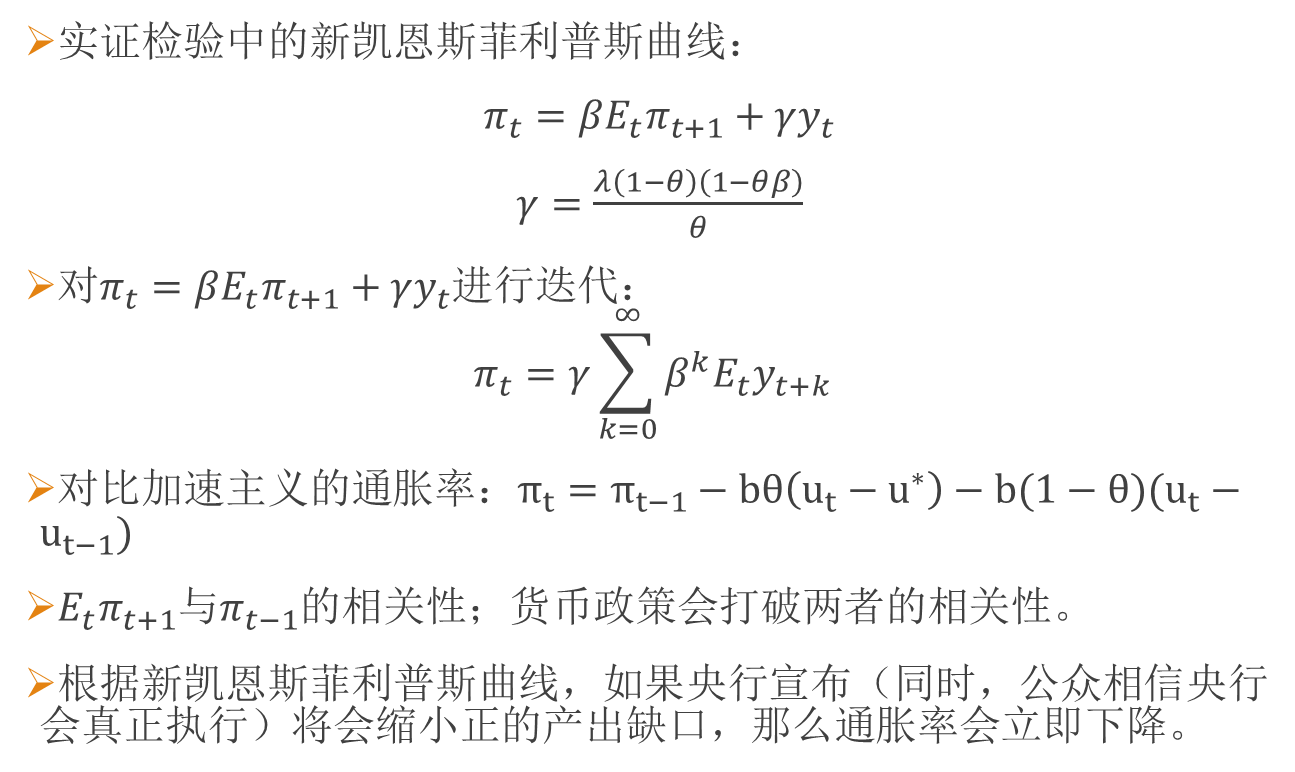 ➢实证检验中的新凯恩斯菲利普斯曲线：
π_t = βE_tπ_{t+1} + γy_t
γ = \frac{λ(1−θ)(1−θβ)}{θ}
➢对π_t = βE_tπ_{t+1} + γy_t进行迭代：
π_t = γ \sum_{k=0}^{∞} β^k E_t y_{t+k}
➢对比加速主义的通胀率：π_t = π_{t−1} − bθ(u_t − u^*) − b(1 − θ)(u_t −
u_{t−1})
➢E_tπ_{t+1}与π_{t−1}的相关性；货币政策会打破两者的相关性。
➢根据新凯恩斯菲利普斯曲线，如果央行宣布（同时，公众相信央行
会真正执行）将会缩小正的产出缺口，那么通胀率会立即下降。